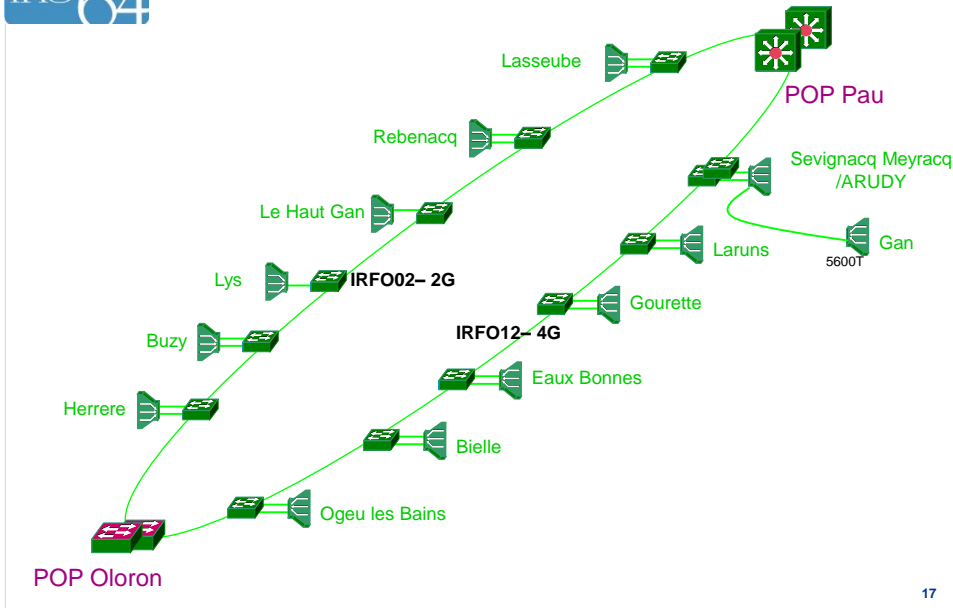 64
Lasseube
POP Pau
Rebenacq
Sevignacq Meyracq
/ARUDY
Le Haut Gan
Gan
5600T
Laruns
Lys
IRFO02– 2G
Gourette
IRFO12– 4G
Buzy
Eaux Bonnes
Herrere
Bielle
Ogeu les Bains
POP Oloron
17